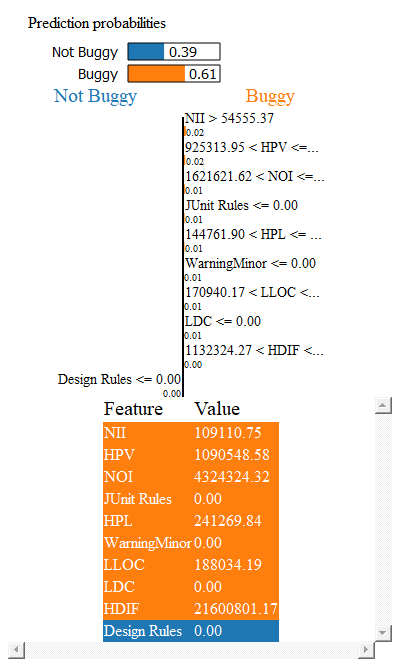 Prediction probabilities
Not Buggy 0.39
Buggy 0.61
Not Buggy Buggy
NII > 54555.37
0.02
925313.95 < HPV <=...
0.02
1621621.62 < NOI <=...
0.01
JUnit Rules <= 0.00
0.01
144761.90 < HPL <= ...
0.01
WarningMinor <= 0.00
0.01
170940.17 < LLOC <...
0.01
LDC <= 0.00
0.01
1132324.27 < HDIF <...
0.00
Design Rules <= 0.00
0.00
Feature Value
NII 109110.75
HPV 1090548.58
NOI 4324324.32
JUnit Rules 0.00
HPL 241269.84
WarningMinor 0.00
LLOC 188034.19
LDC 0.00
HDIF 21600801.17
Design Rules 0.00